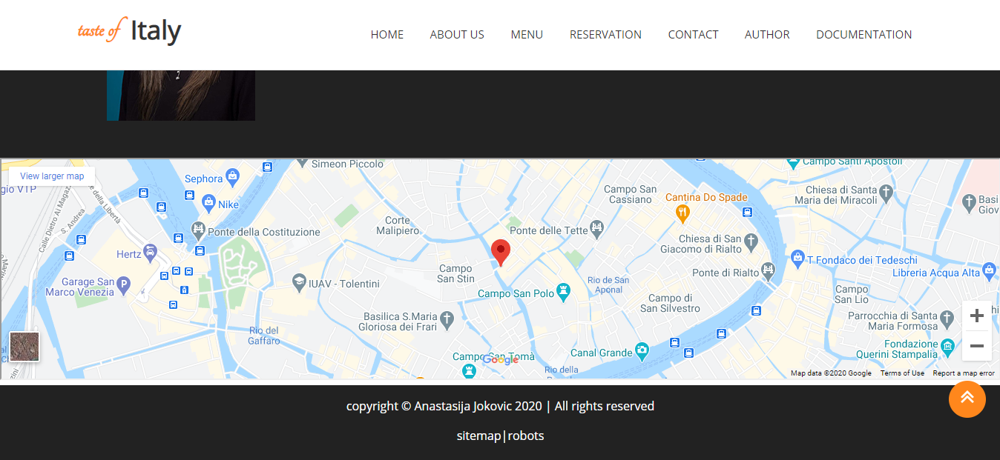 taste of Italy
HOME ABOUT US MENU RESERVATION CONTACT AUTHOR DOCUMENTATION
Simeon Piccolo
Campo Santi Apostoli
View larger map
Sephora
gio VTP
e della Libertà
Chiesa di Santa
Maria dei Miracoli
Campo San
Cassiano
Cantina Do Spade
Basi
Giov
Nike
S. Andrea
Calle Dietro Ai Magaz
Corte
Malipiero
Ponte delle Tette
Ponte della Costituzione
Chiesa di San
Giacomo di Rialto
Hertz
T Fondaco dei Tedeschi
Campo
San Stin
Ponte di Rialto
Libreria Acqua Alta
Garage San
Marco Venezia
IUAV - Tolentini
Rio de San
Aponal
Campo San Polo
Campo
San Lio
Campo di
San Silvestro
Basilica S.Maria
Gloriosa dei Frari
Parrocchia di Santa
Maria Formosa
Rio del
Gaffaro
Fondazione
Querini Stampalia
Canal Grande
Campo San Tomà
Google
Rio della
Map data ©2020 Google Terms of Use Report a map error
copyright © Anastasija Jokovic 2020 | All rights reserved
sitemap|robots